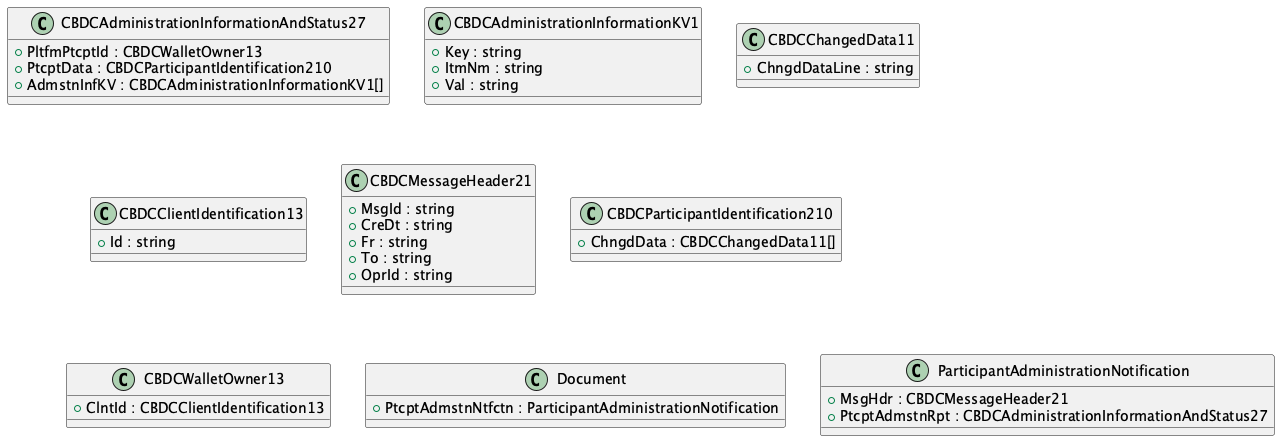 C CBDCAdministrationInformationAndStatus27
PltfmPtcptId : CBDCWalletOwner13
PtcptData : CBDCParticipantIdentification210
AdmstnInfKV : CBDCAdministrationInformationKV1[]
C CBDCAdministrationInformationKV1
Key : string
ItmNm : string
Val : string
C CBDCChangedData11
ChngdDataLine : string
C CBDCClientIdentification13
Id : string
C CBDCMessageHeader21
MsgId : string
CreDt : string
Fr : string
To : string
OprId : string
C CBDCParticipantIdentification210
ChngdData : CBDCChangedData11[]
C CBDCWalletOwner13
ClntId : CBDCClientIdentification13
C Document
PtcptAdmstnNtfctn : ParticipantAdministrationNotification
C ParticipantAdministrationNotification
MsgHdr : CBDCMessageHeader21
PtcptAdmstnRpt : CBDCAdministrationInformationAndStatus27